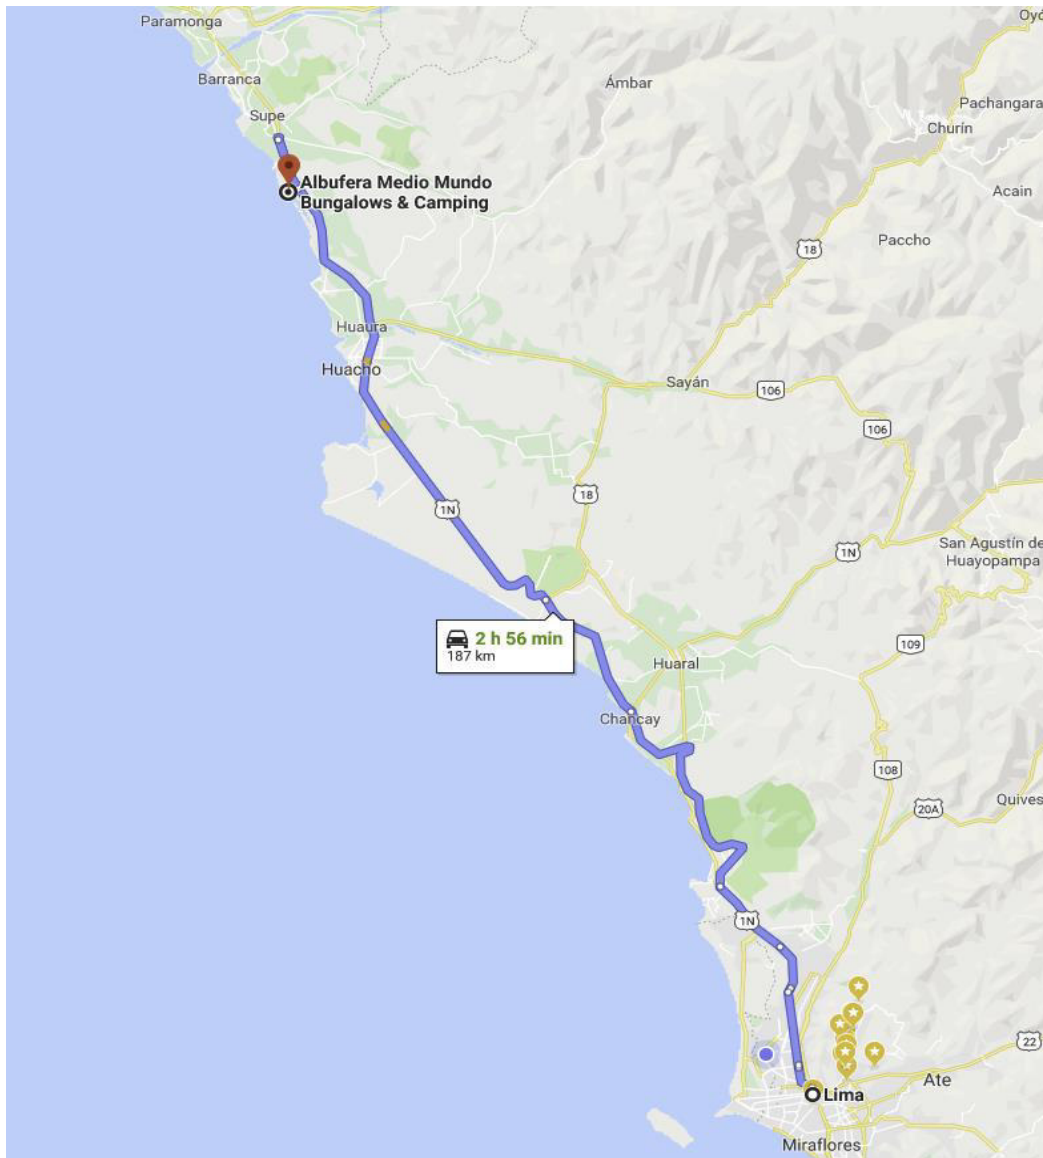 Paramonga
Oyó
Barranca
Ámbar
Supe
Pachangara
Churín
Albufera Medio Mundo
Bungalows & Camping
Acain
Paccho
18
Huaura
Huacho
Sayán
106
106
18
1N
1N
San Agustín de
Huayopampa
2 h 56 min
187 km
109
Huaral
Chancay
108
Quives
20A
1N
22
Ate
Lima
Miraflores